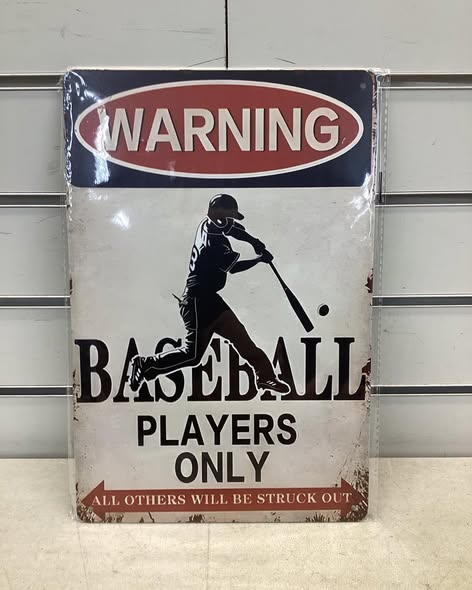 WARNING
BASEBALL
PLAYERS
ONLY
ALL OTHERS WILL BE STRUCK OUT